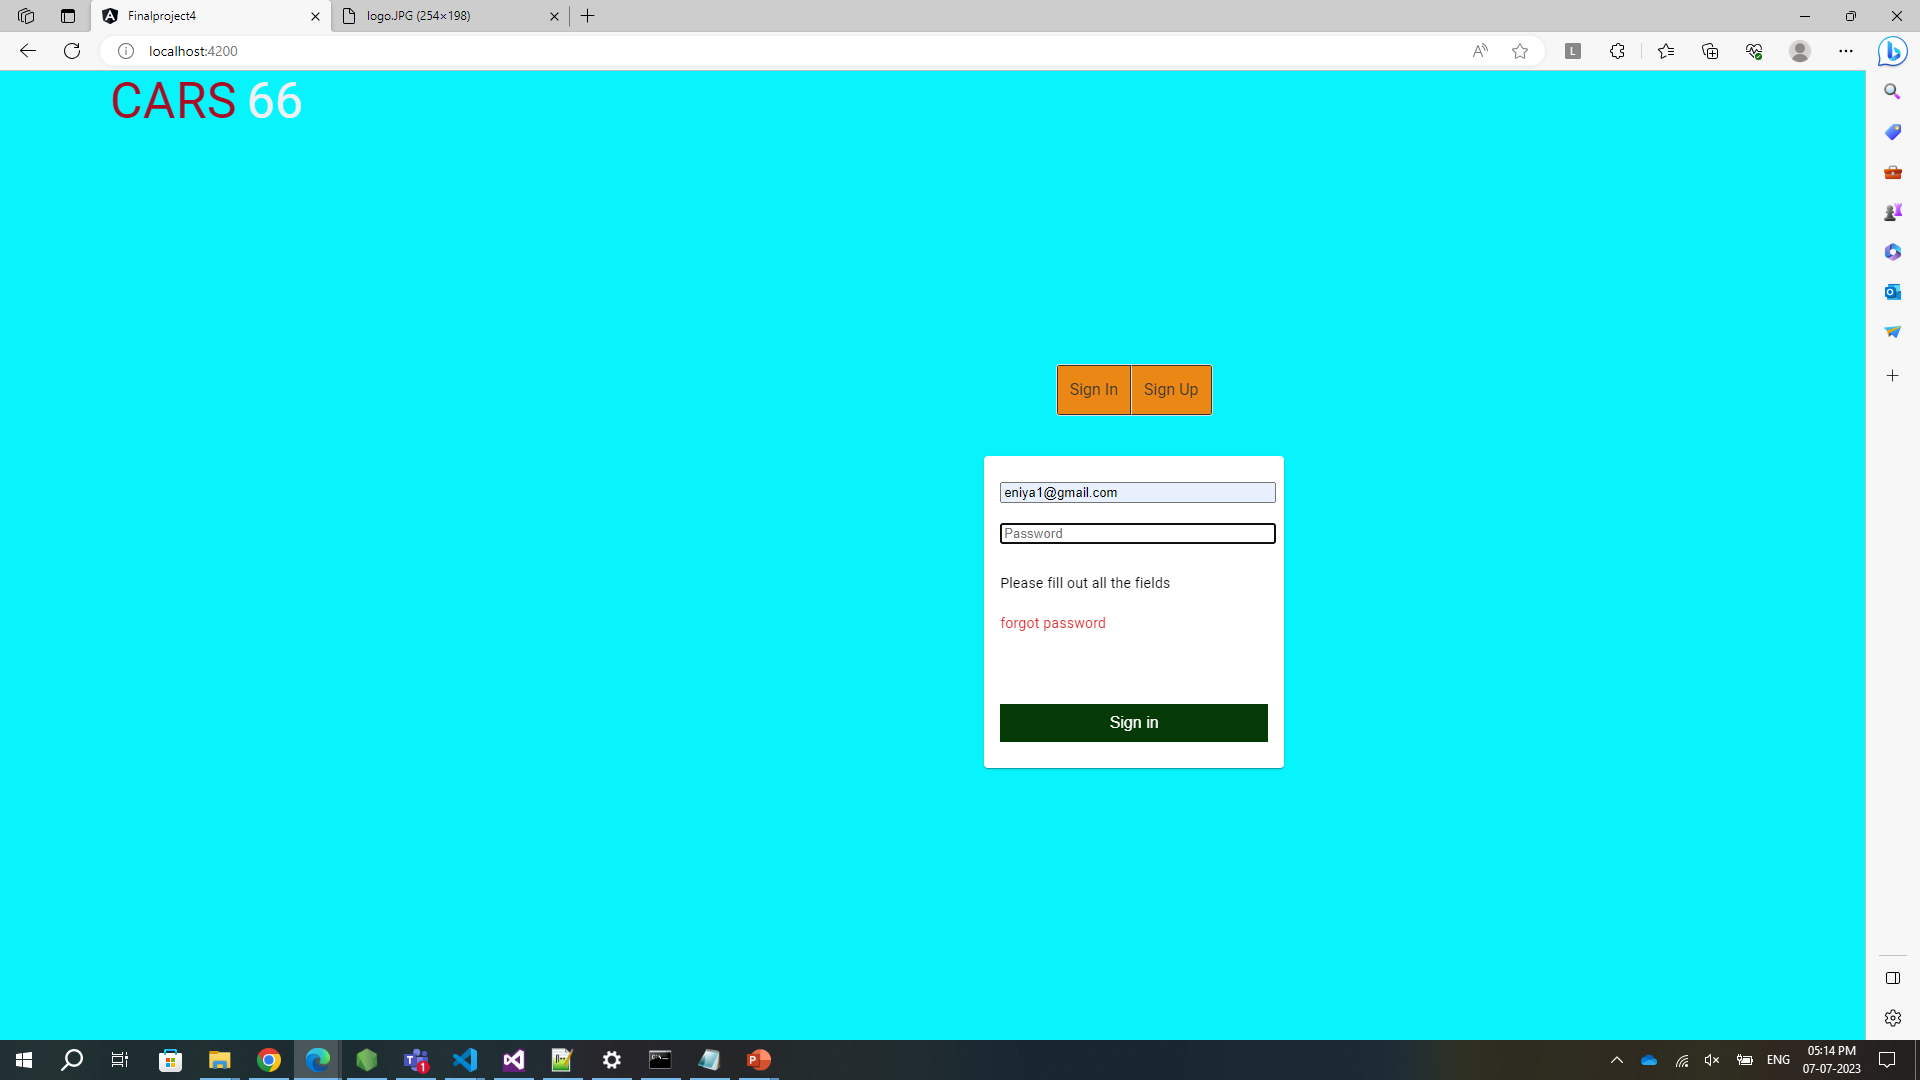 Finalproject4
logo.JPG (254×198)
localhost:4200
L
CARS 66
Sign In
Sign Up
eniya1@gmail.com
Password
Please fill out all the fields
forgot password
Sign in
1
ENG
05:14 PM
07-07-2023